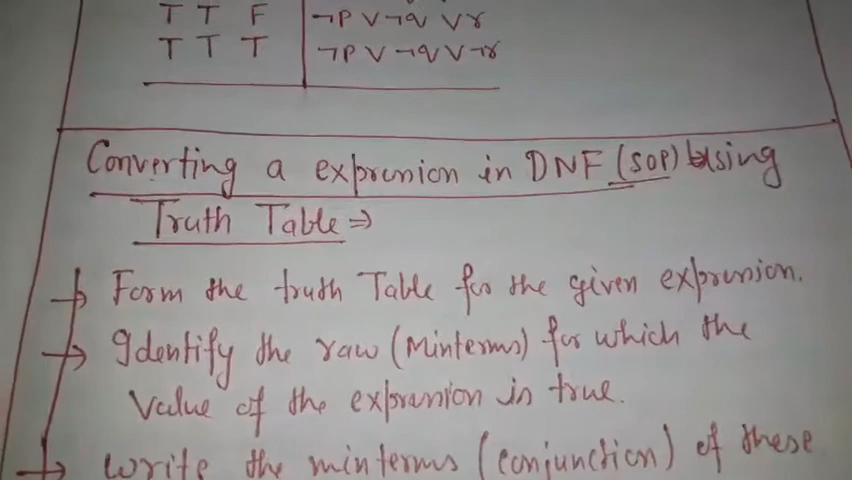 T T F ¬P ∨ ¬q ∨ r
T T T ¬P ∨ ¬q ∨ ¬r
Converting a expression in DNF (SOP) Using
Truth Table ⇒
→ Form the truth Table for the given expression.
→ Identify the raw (Minterms) for which the
Value of the expression is true.
→ Write the minterms (conjunction) of these